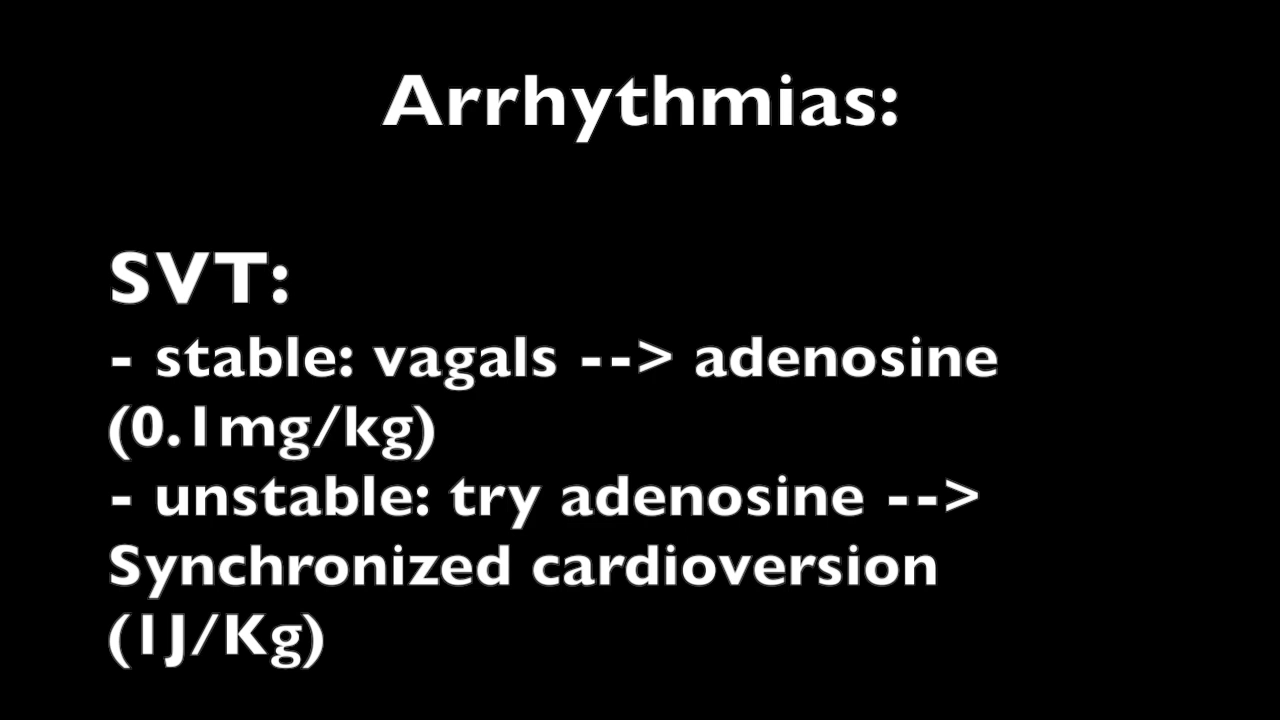 Arrhythmias:
SVT:
- stable: vagals --> adenosine
(0.1mg/kg)
- unstable: try adenosine -->
Synchronized cardioversion
(1J/Kg)